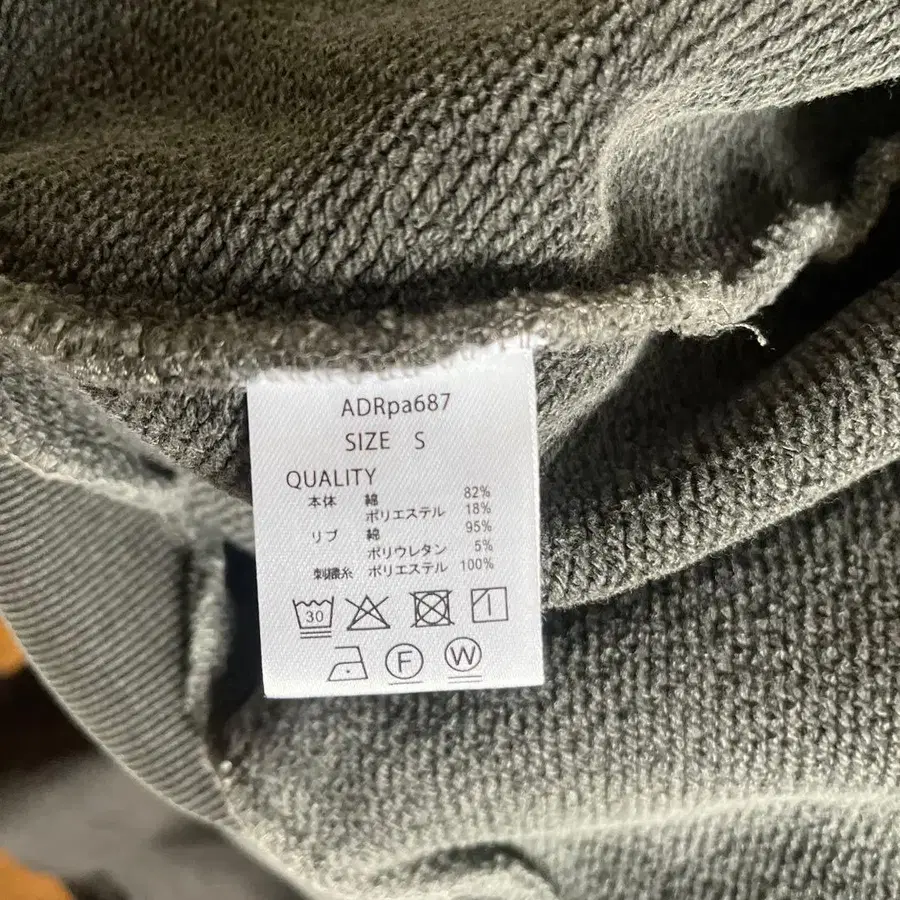 ADRpa687
SIZE S
QUALITY
本体 綿 82%
ポリエステル 18%
リブ 綿 95%
ポリウレタン 5%
刺繍糸 ポリエステル 100%
30
F W